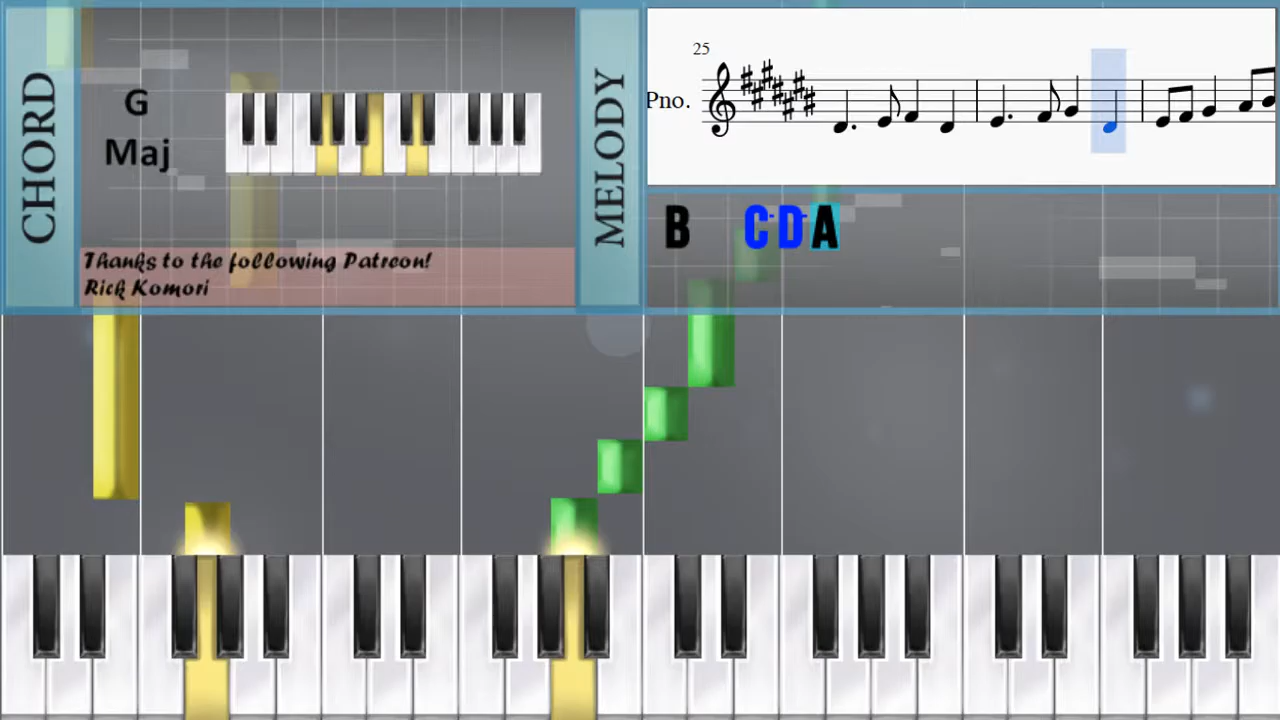 CHORD
G
Maj
Thanks to the following Patreon!
Rick Komori
MELODY
25
Pno.
B C D A